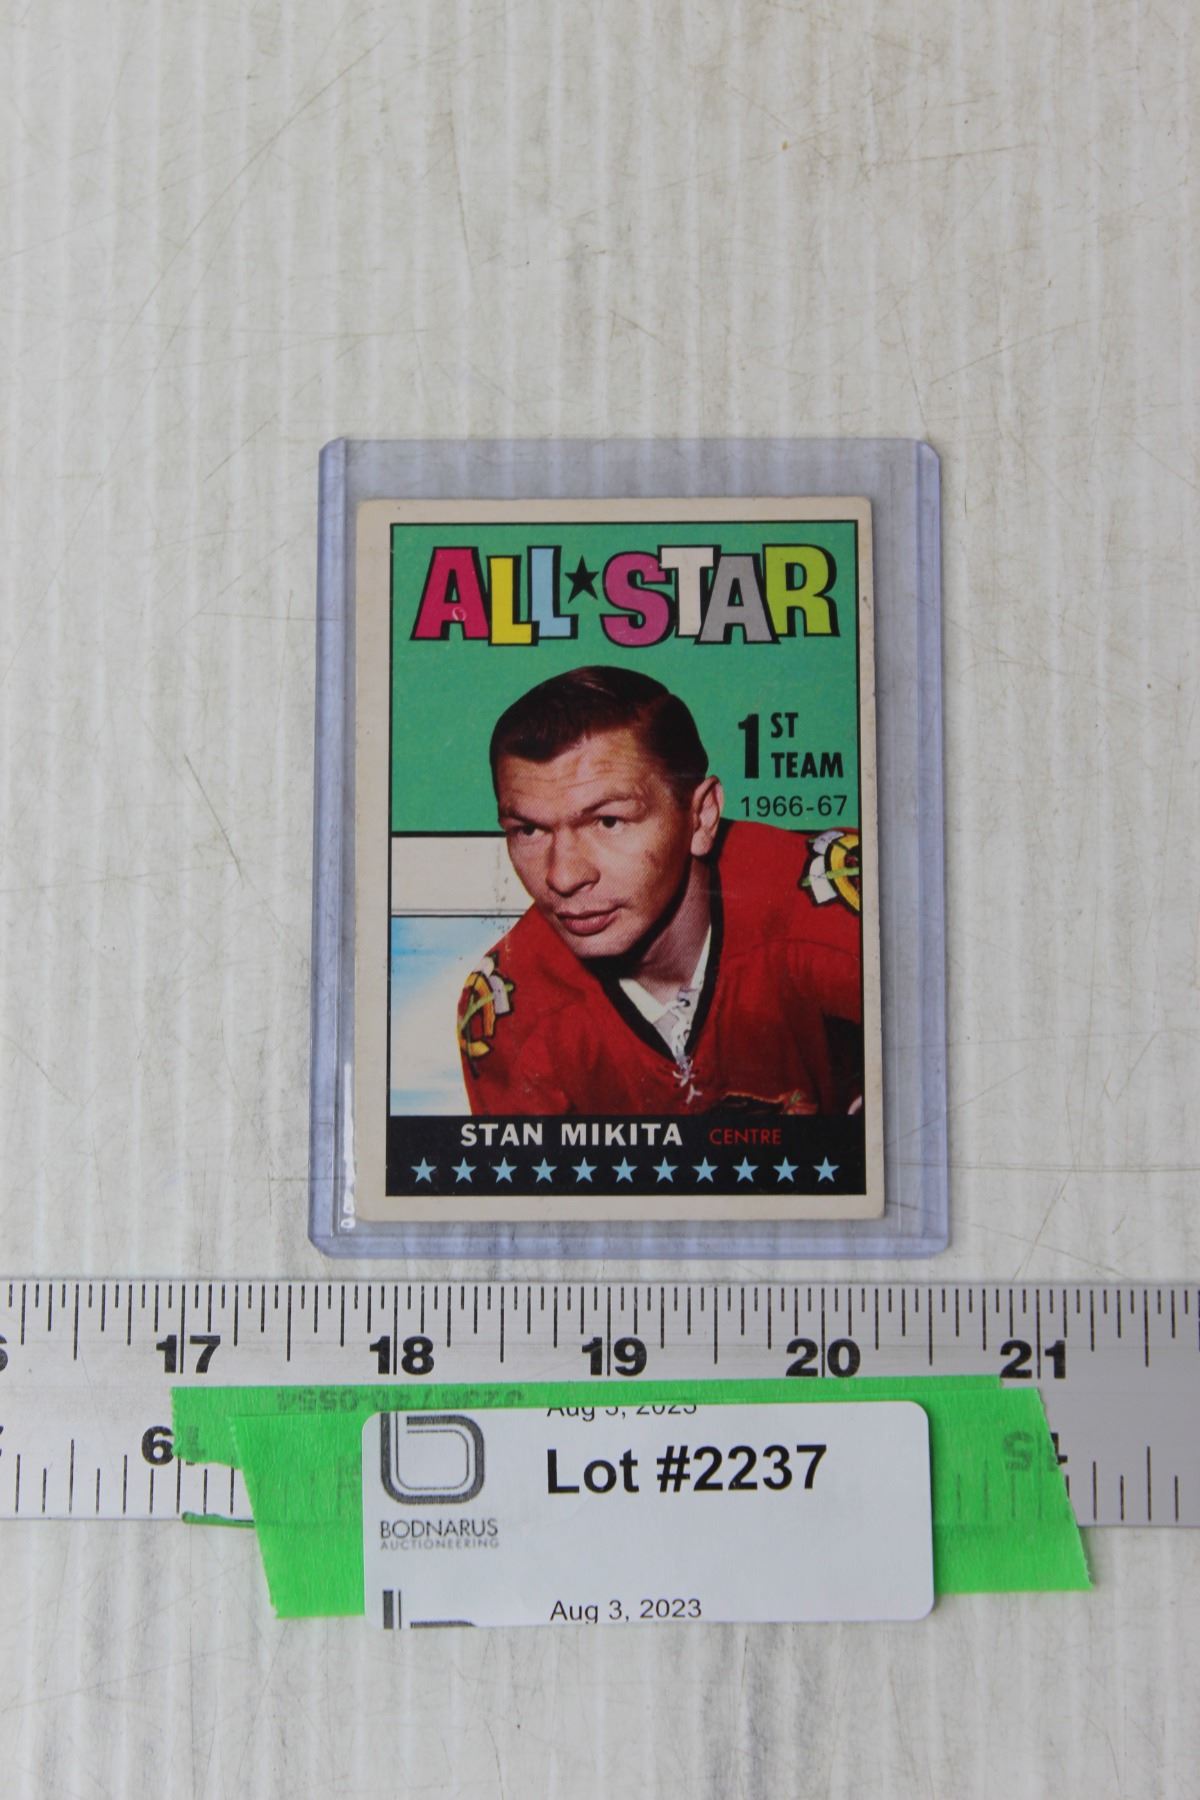 ALL★STAR
1ST
TEAM
1966-67
STAN MIKITA CENTRE
17 18 19 20 21
Aug 3, 2023
Lot #2237
BODNARUS
AUCTIONEERING
Aug 3, 2023